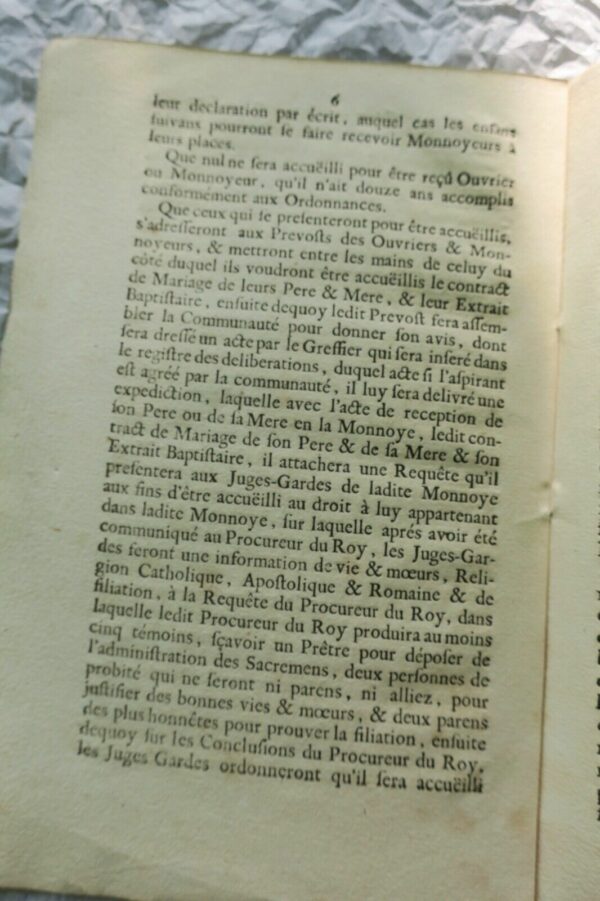 6
leur declaration par écrit, auquel cas les enfans
suivans pourront se faire recevoir Monnoyeurs à
leurs places.
Que nul ne sera accuëilli pour être reçû Ouvrier
ou Monnoyeur, qu'il n'ait douze ans accomplis
conformément aux Ordonnances.
Que ceux qui se presenteront pour être accuëillis,
s'adresseront aux Prevosts des Ouvriers & Mon-
noyeurs, & mettront entre les mains de celuy du
côté duquel ils voudront être accuëillis le contract
de Mariage de leurs Pere & Mere, & leur Extrait
Baptistaire, ensuite dequoy ledit Prevost fera assem-
bler la Communauté pour donner son avis, dont
sera dressé un acte par le Greffier qui sera inseré dans
le registre des deliberations, duquel acte si l'aspirant
est agréé par la communauté, il luy sera delivré une
expediction, laquelle avec l'acte de reception de
son Pere ou de sa Mere en la Monnoye, ledit con-
tract de Mariage de son Pere & de sa Mere & son
Extrait Baptistaire, il attachera une Requête qu'il
presentera aux Juges-Gardes de ladite Monnoye
aux fins d'être accuëilli au droit à luy appartenant
dans ladite Monnoye, sur laquelle aprés avoir été
communiqué au Procureur du Roy, les Juges-Gar-
des feront une information de vie & mœurs, Reli-
gion Catholique, Apostolique & Romaine & de
filiation, à la Requête du Procureur du Roy, dans
laquelle ledit Procureur du Roy produira au moins
cinq témoins, sçavoir un Prêtre pour déposer de
l'administration des Sacremens, deux personnes de
probité qui ne seront ni parens, ni alliez, pour
justifier des bonnes vies & mœurs, & deux parens
des plus honnêtes pour prouver la filiation, ensuite
dequoy sur les Conclusions du Procureur du Roy,
les Juges Gardes ordonneront qu'il sera accuëilli